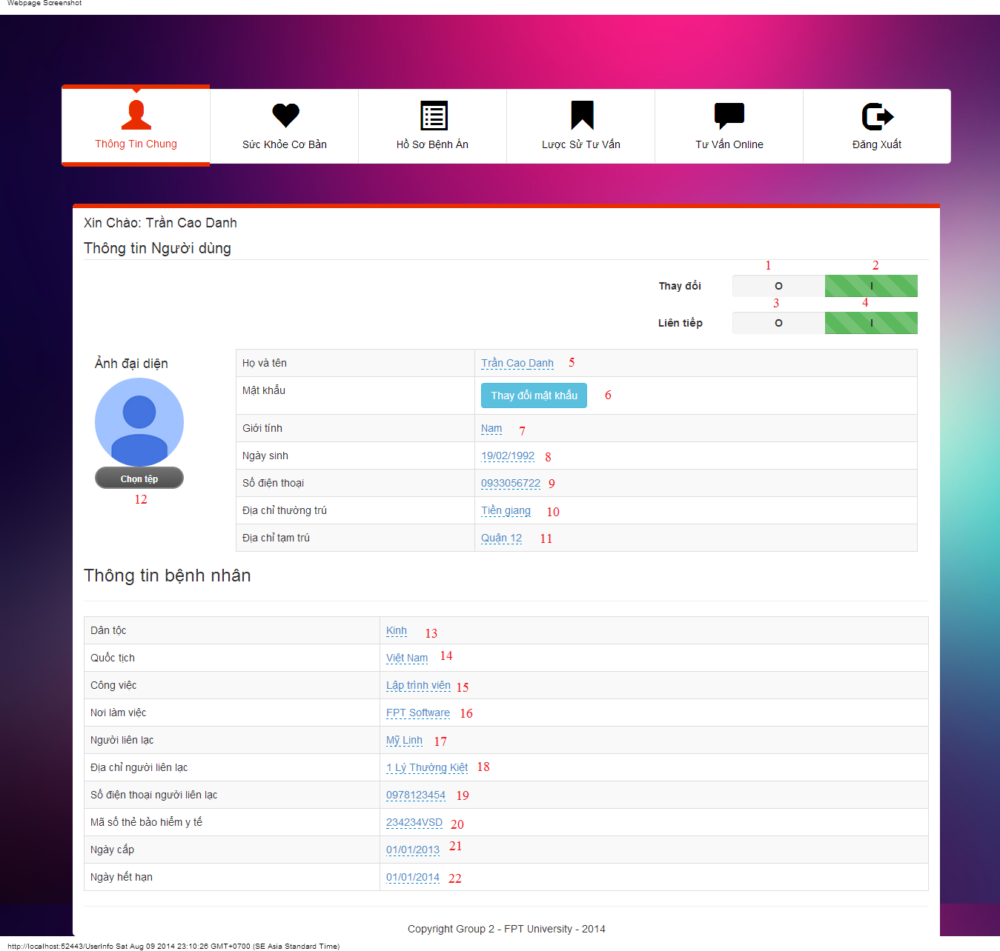 Webpage Screenshot
Thông Tin Chung
Sức Khỏe Cơ Bản
Hồ Sơ Bệnh Án
Lược Sử Tư Vấn
Tư Vấn Online
Đăng Xuất
Xin Chào: Trần Cao Danh
Thông tin Người dùng
1 2
Thay đổi O I
3 4
Liên tiếp O I
Ảnh đại diện
Chọn tệp
12
Họ và tên Trần Cao Danh 5
Mật khẩu Thay đổi mật khẩu 6
Giới tính Nam 7
Ngày sinh 19/02/1992 8
Số điện thoại 0933056722 9
Địa chỉ thường trú Tiền giang 10
Địa chỉ tạm trú Quận 12 11
Thông tin bệnh nhân
Dân tộc Kinh 13
Quốc tịch Việt Nam 14
Công việc Lập trình viên 15
Nơi làm việc FPT Software 16
Người liên lạc Mỹ Linh 17
Địa chỉ người liên lạc 1 Lý Thường Kiệt 18
Số điện thoại người liên lạc 0978123454 19
Mã số thẻ bảo hiểm y tế 234234VSD 20
Ngày cấp 01/01/2013 21
Ngày hết hạn 01/01/2014 22
Copyright Group 2 - FPT University - 2014
http://localhost:52443/UserInfo Sat Aug 09 2014 23:10:26 GMT+0700 (SE Asia Standard Time)